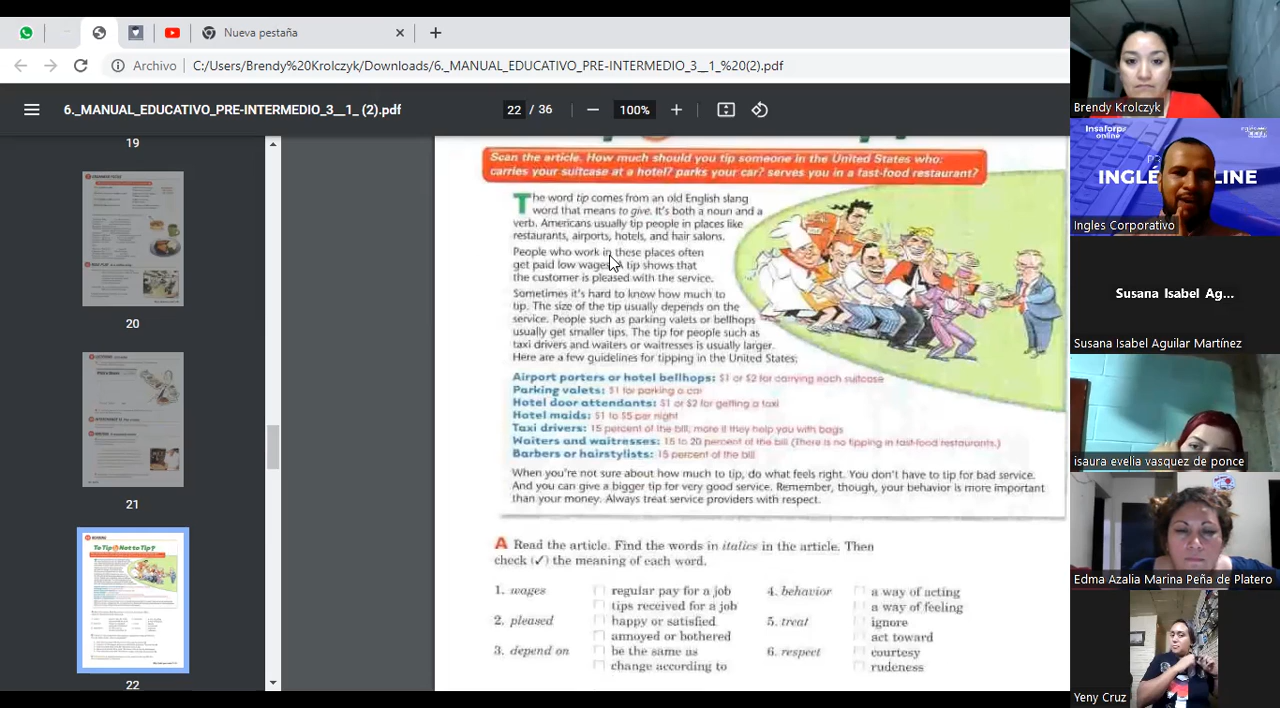 Nueva pestaña
Archivo
C:/Users/Brendy%20Krolczyk/Downloads/6._MANUAL_EDUCATIVO_PRE-INTERMEDIO_3__1_%20(2).pdf
6._MANUAL_EDUCATIVO_PRE-INTERMEDIO_3__1_ (2).pdf
22 / 36
100%
19
20
21
To Tip or Not to Tip?
22
Scan the article. How much should you tip someone in the United States who:
carries your suitcase at a hotel? parks your car? serves you in a fast-food restaurant?
The word tip comes from an old English slang
word that means to give. It's both a noun and a
verb. Americans usually tip people in places like
restaurants, airports, hotels, and hair salons.
People who work in these places often
get paid low wages. tip shows that
the customer is pleased with the service.
Sometimes it's hard to know how much to
tip. The size of the tip usually depends on the
service. People such as parking valets or bellhops
usually get smaller tips. The tip for people such as
taxi drivers and waiters or waitresses is usually larger.
Here are a few guidelines for tipping in the United States:
Airport porters or hotel bellhops: $1 or $2 for carrying each suitcase
Parking valets: $1 for parking a car
Hotel door attendants: $1 or $2 for getting a taxi
Hotel maids: $1 to $5 per night
Taxi drivers: 15 percent of the bill; more if they help you with bags
Waiters and waitresses: 15 to 20 percent of the bill (There is no tipping in fast-food restaurants.)
Barbers or hairstylists: 15 percent of the bill
When you're not sure about how much to tip, do what feels right. You don't have to tip for bad service.
And you can give a bigger tip for very good service. Remember, though, your behavior is more important
than your money. Always treat service providers with respect.
A Read the article. Find the words in italics in the article. Then
check (✓) the meaning of each word.
1. wages
regular pay for a job
tips received for a job
2. pleased
happy or satisfied
annoyed or bothered
3. depend on
be the same as
change according to
4. behavior
a way of acting
a way of feeling
5. treat
ignore
act toward
6. respect
courtesy
rudeness
Brendy Krolczyk
Insaforp
online
INGLÉ LINE
Ingles Corporativo
Susana Isabel Ag...
Susana Isabel Aguilar Martínez
isaura evelia vasquez de ponce
Edma Azalia Marina Peña de Platero
Yeny Cruz